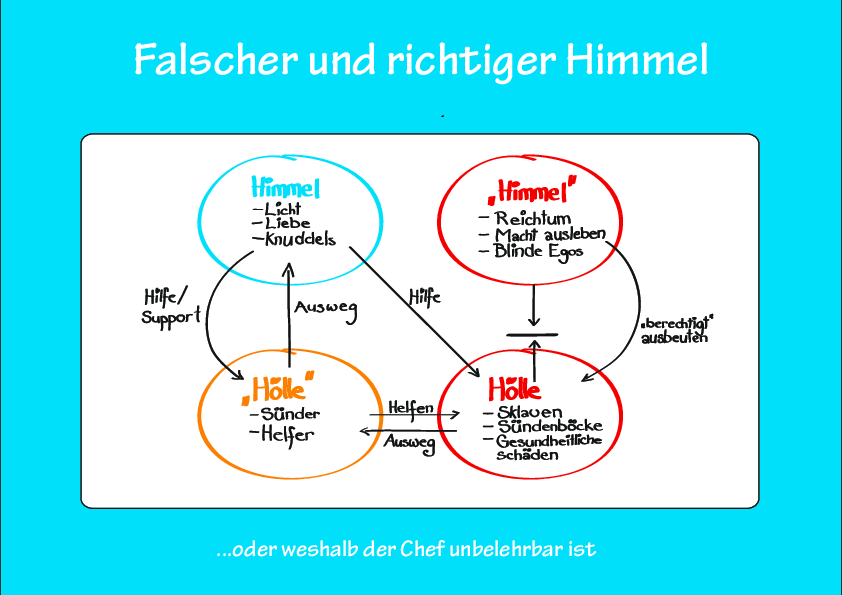 Falscher und richtiger Himmel
Himmel
- Licht
- Liebe
- Knuddels
„Himmel"
- Reichtum
- Macht ausleben
- Blinde Egos
Hilfe/
Support
Ausweg
Hilfe
„berechtigt"
ausbeuten
„Hölle"
- Sünder
- Helfer
Helfen
Ausweg
Hölle
- Sklaven
- Sündenböcke
- Gesundheitliche
schäden
...oder weshalb der Chef unbelehrbar ist